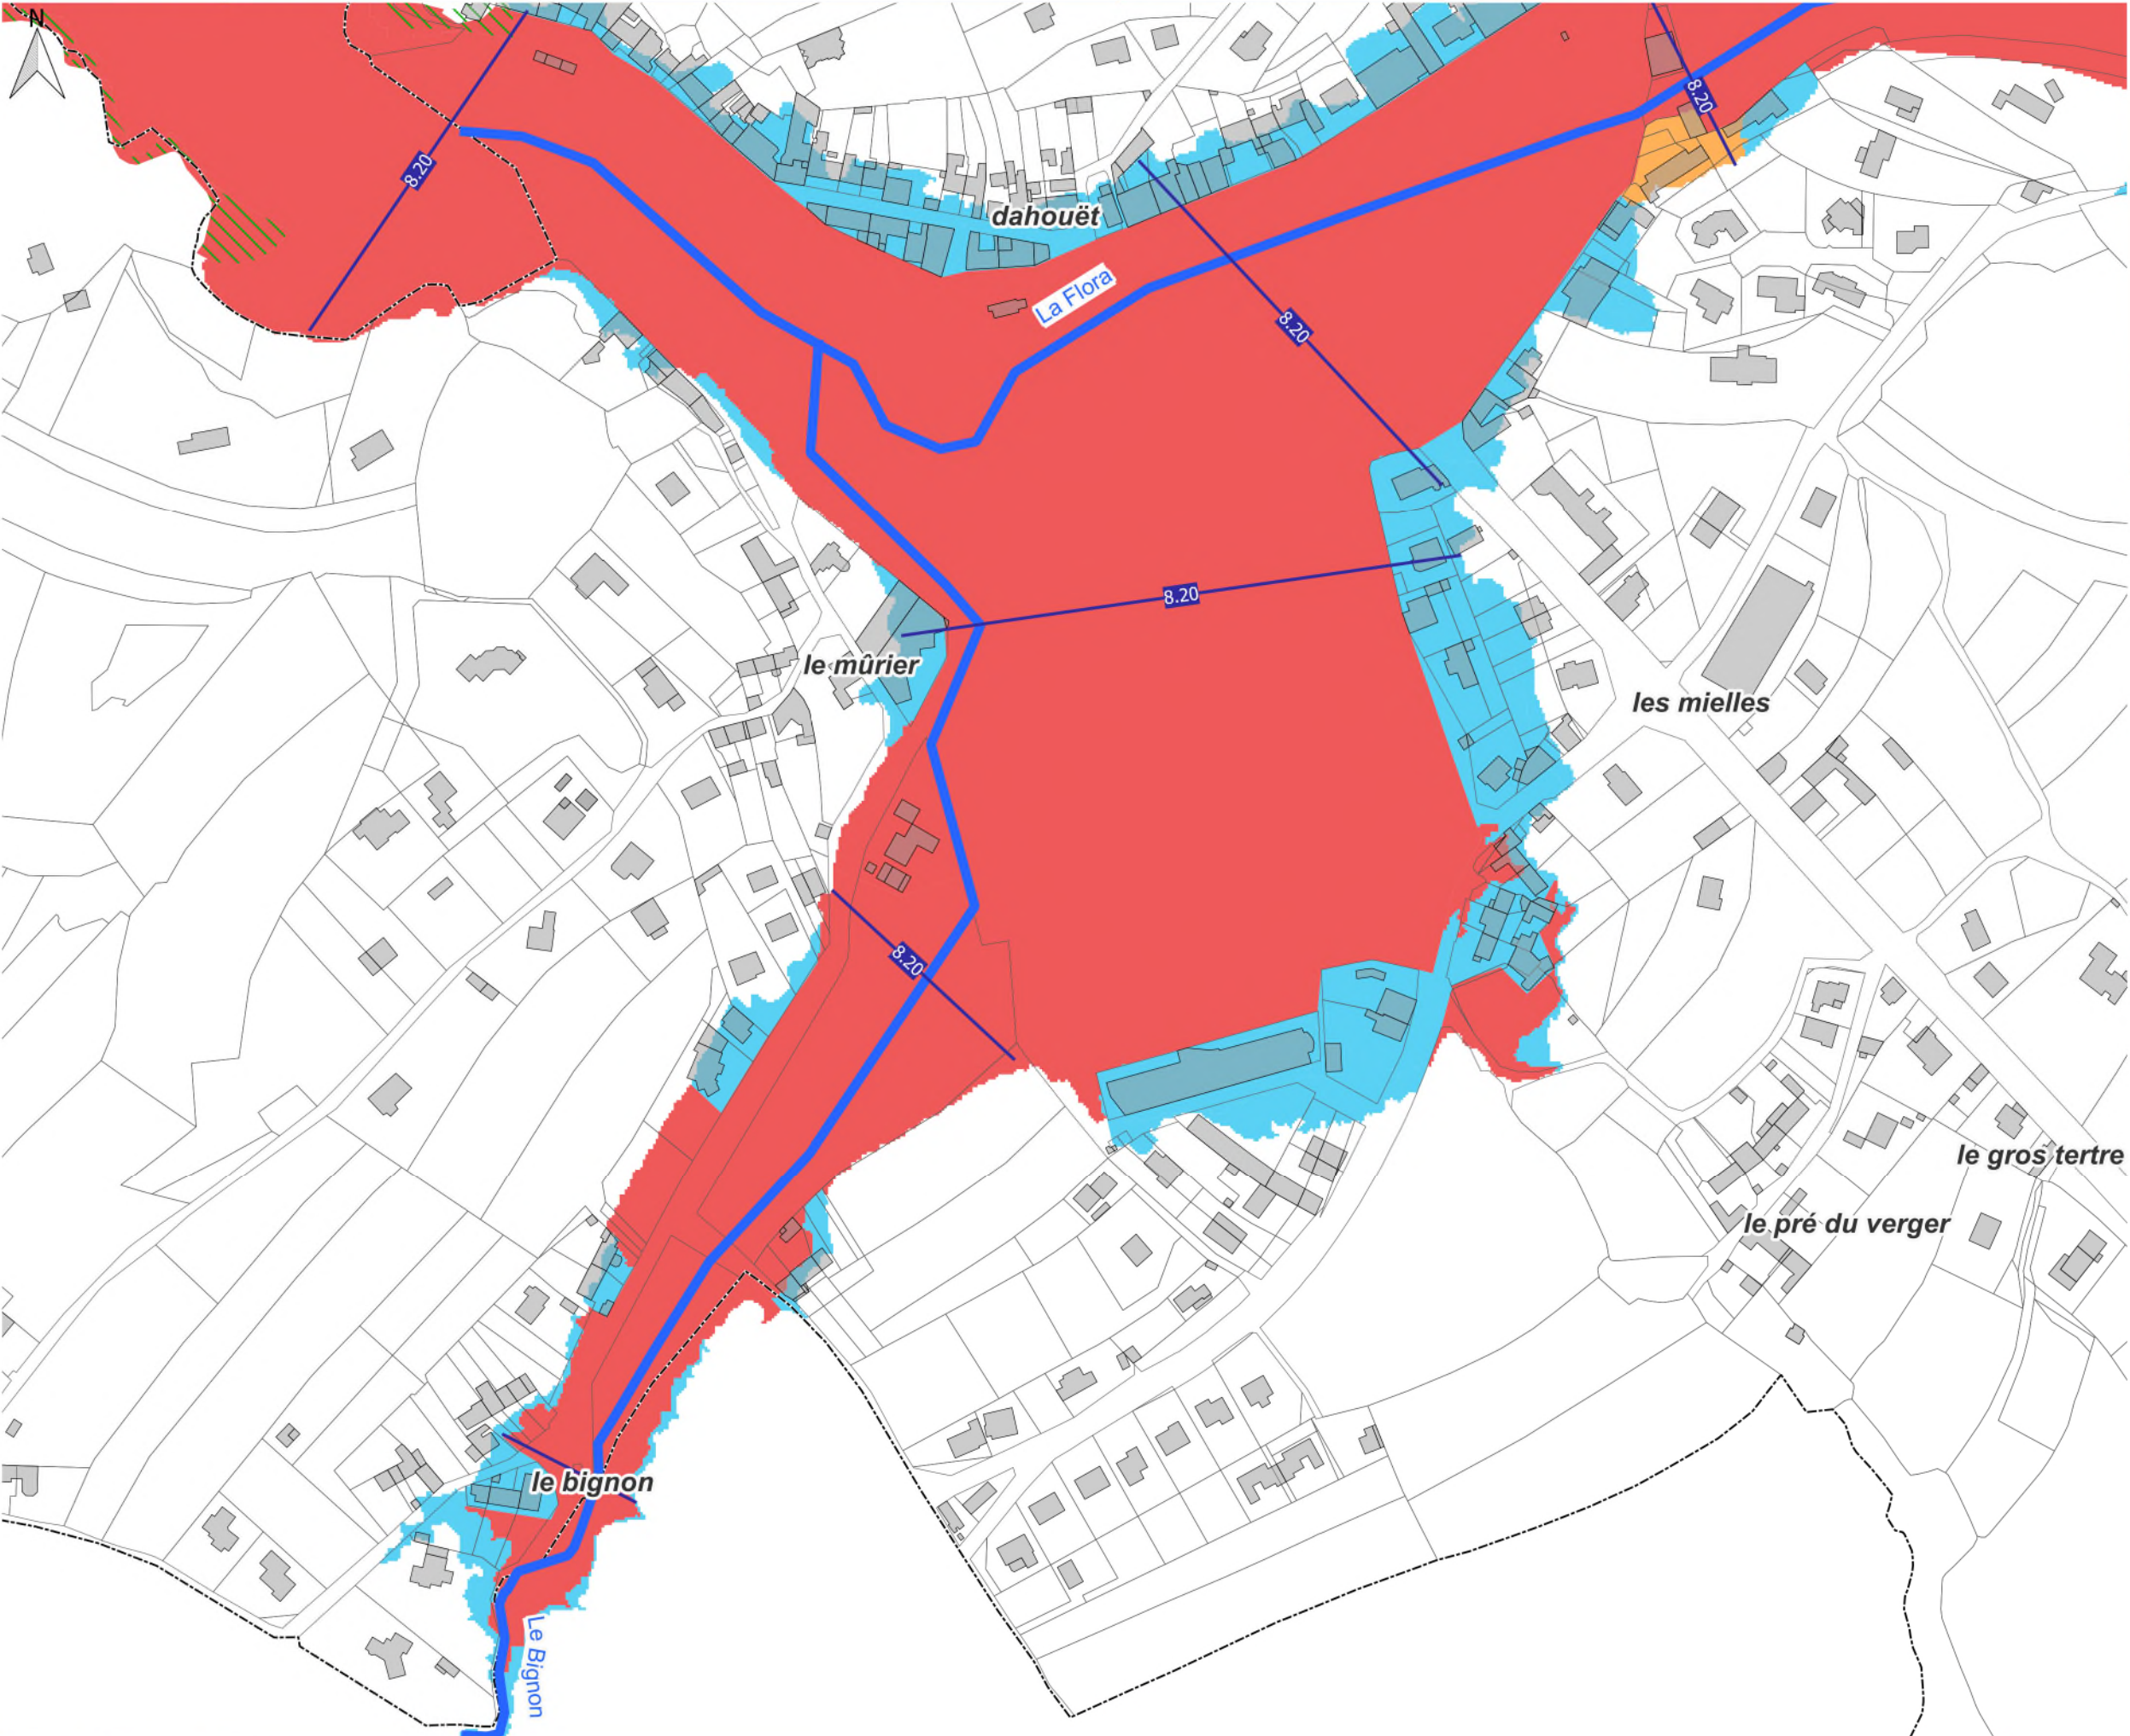 N
8.20
8.20
dahouët
La Flora
8.20
8.20
le mûrier
les mielles
8.20
le gros tertre
le pré du verger
le bignon
Le Bignon